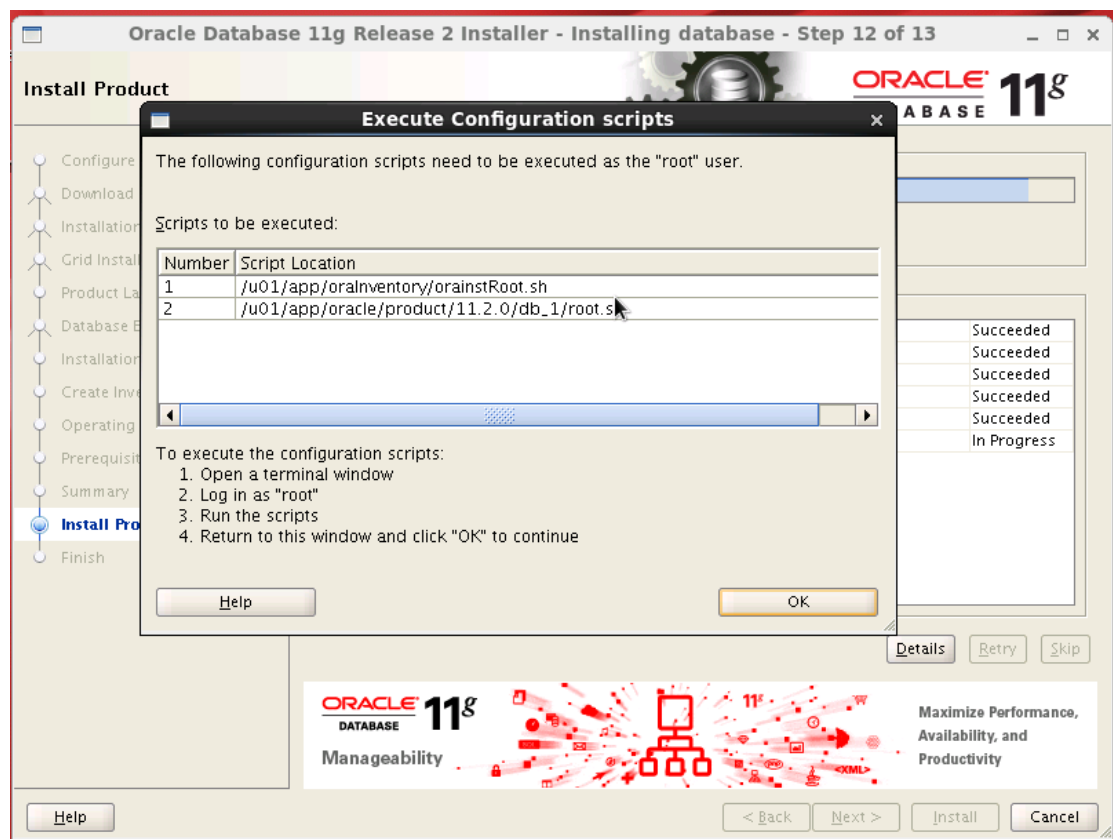 Oracle Database 11g Release 2 Installer - Installing database - Step 12 of 13
Install Product
ORACLE 11g
ABASE
Execute Configuration scripts
The following configuration scripts need to be executed as the "root" user.
Scripts to be executed:
Number Script Location
1 /u01/app/oraInventory/orainstRoot.sh
2 /u01/app/oracle/product/11.2.0/db_1/root.s
To execute the configuration scripts:
1. Open a terminal window
2. Log in as "root"
3. Run the scripts
4. Return to this window and click "OK" to continue
Help OK
Configure
Download
Installation
Grid Install
Product La
Database E
Installation
Create Inve
Operating
Prerequisit
Summary
Install Pro
Finish
Succeeded
Succeeded
Succeeded
Succeeded
Succeeded
In Progress
Details Retry Skip
ORACLE 11g
DATABASE
Manageability
11g
<XML>
Maximize Performance,
Availability, and
Productivity
Help < Back Next > Install Cancel